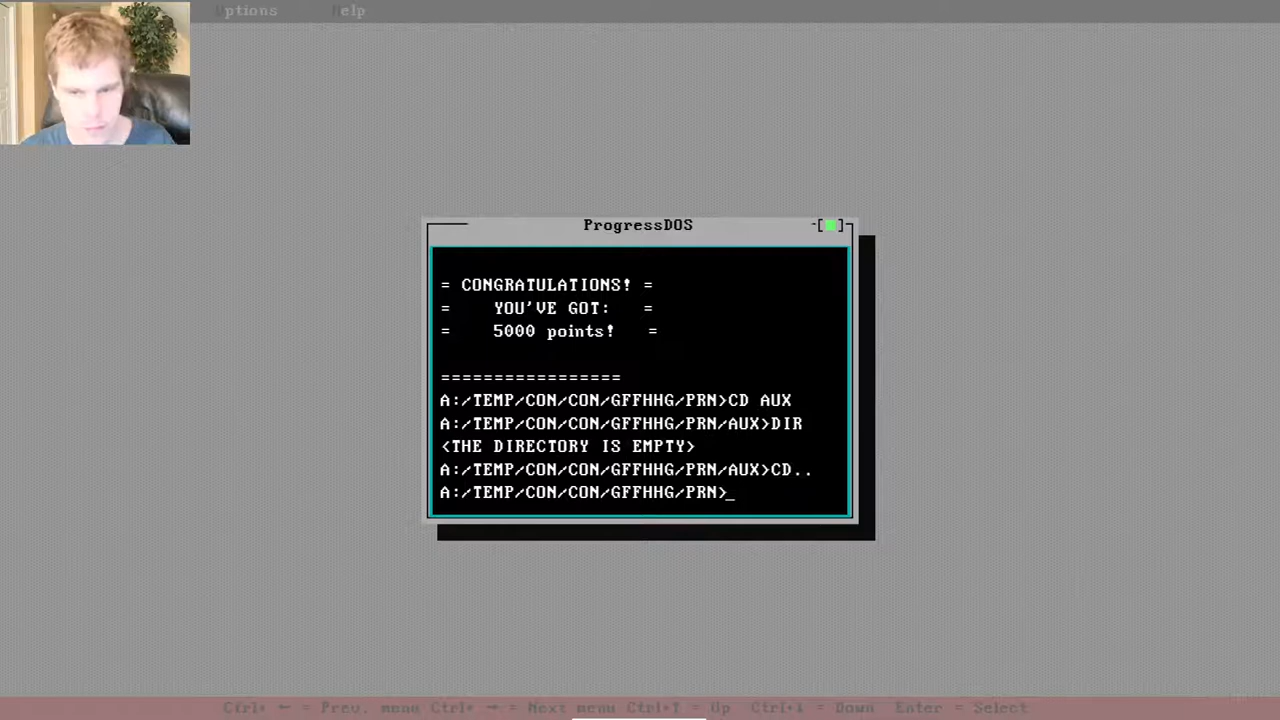 Options Help
ProgressDOS
[■]
= CONGRATULATIONS! =
= YOU'VE GOT: =
= 5000 points! =
=================
A:/TEMP/CON/CON/GFFHHG/PRN>CD AUX
A:/TEMP/CON/CON/GFFHHG/PRN/AUX>DIR
<THE DIRECTORY IS EMPTY>
A:/TEMP/CON/CON/GFFHHG/PRN/AUX>CD..
A:/TEMP/CON/CON/GFFHHG/PRN>_
Ctrl+ ← = Prev. menu Ctrl+ → = Next menu Ctrl+↑ = Up Ctrl+↓ = Down Enter = Select